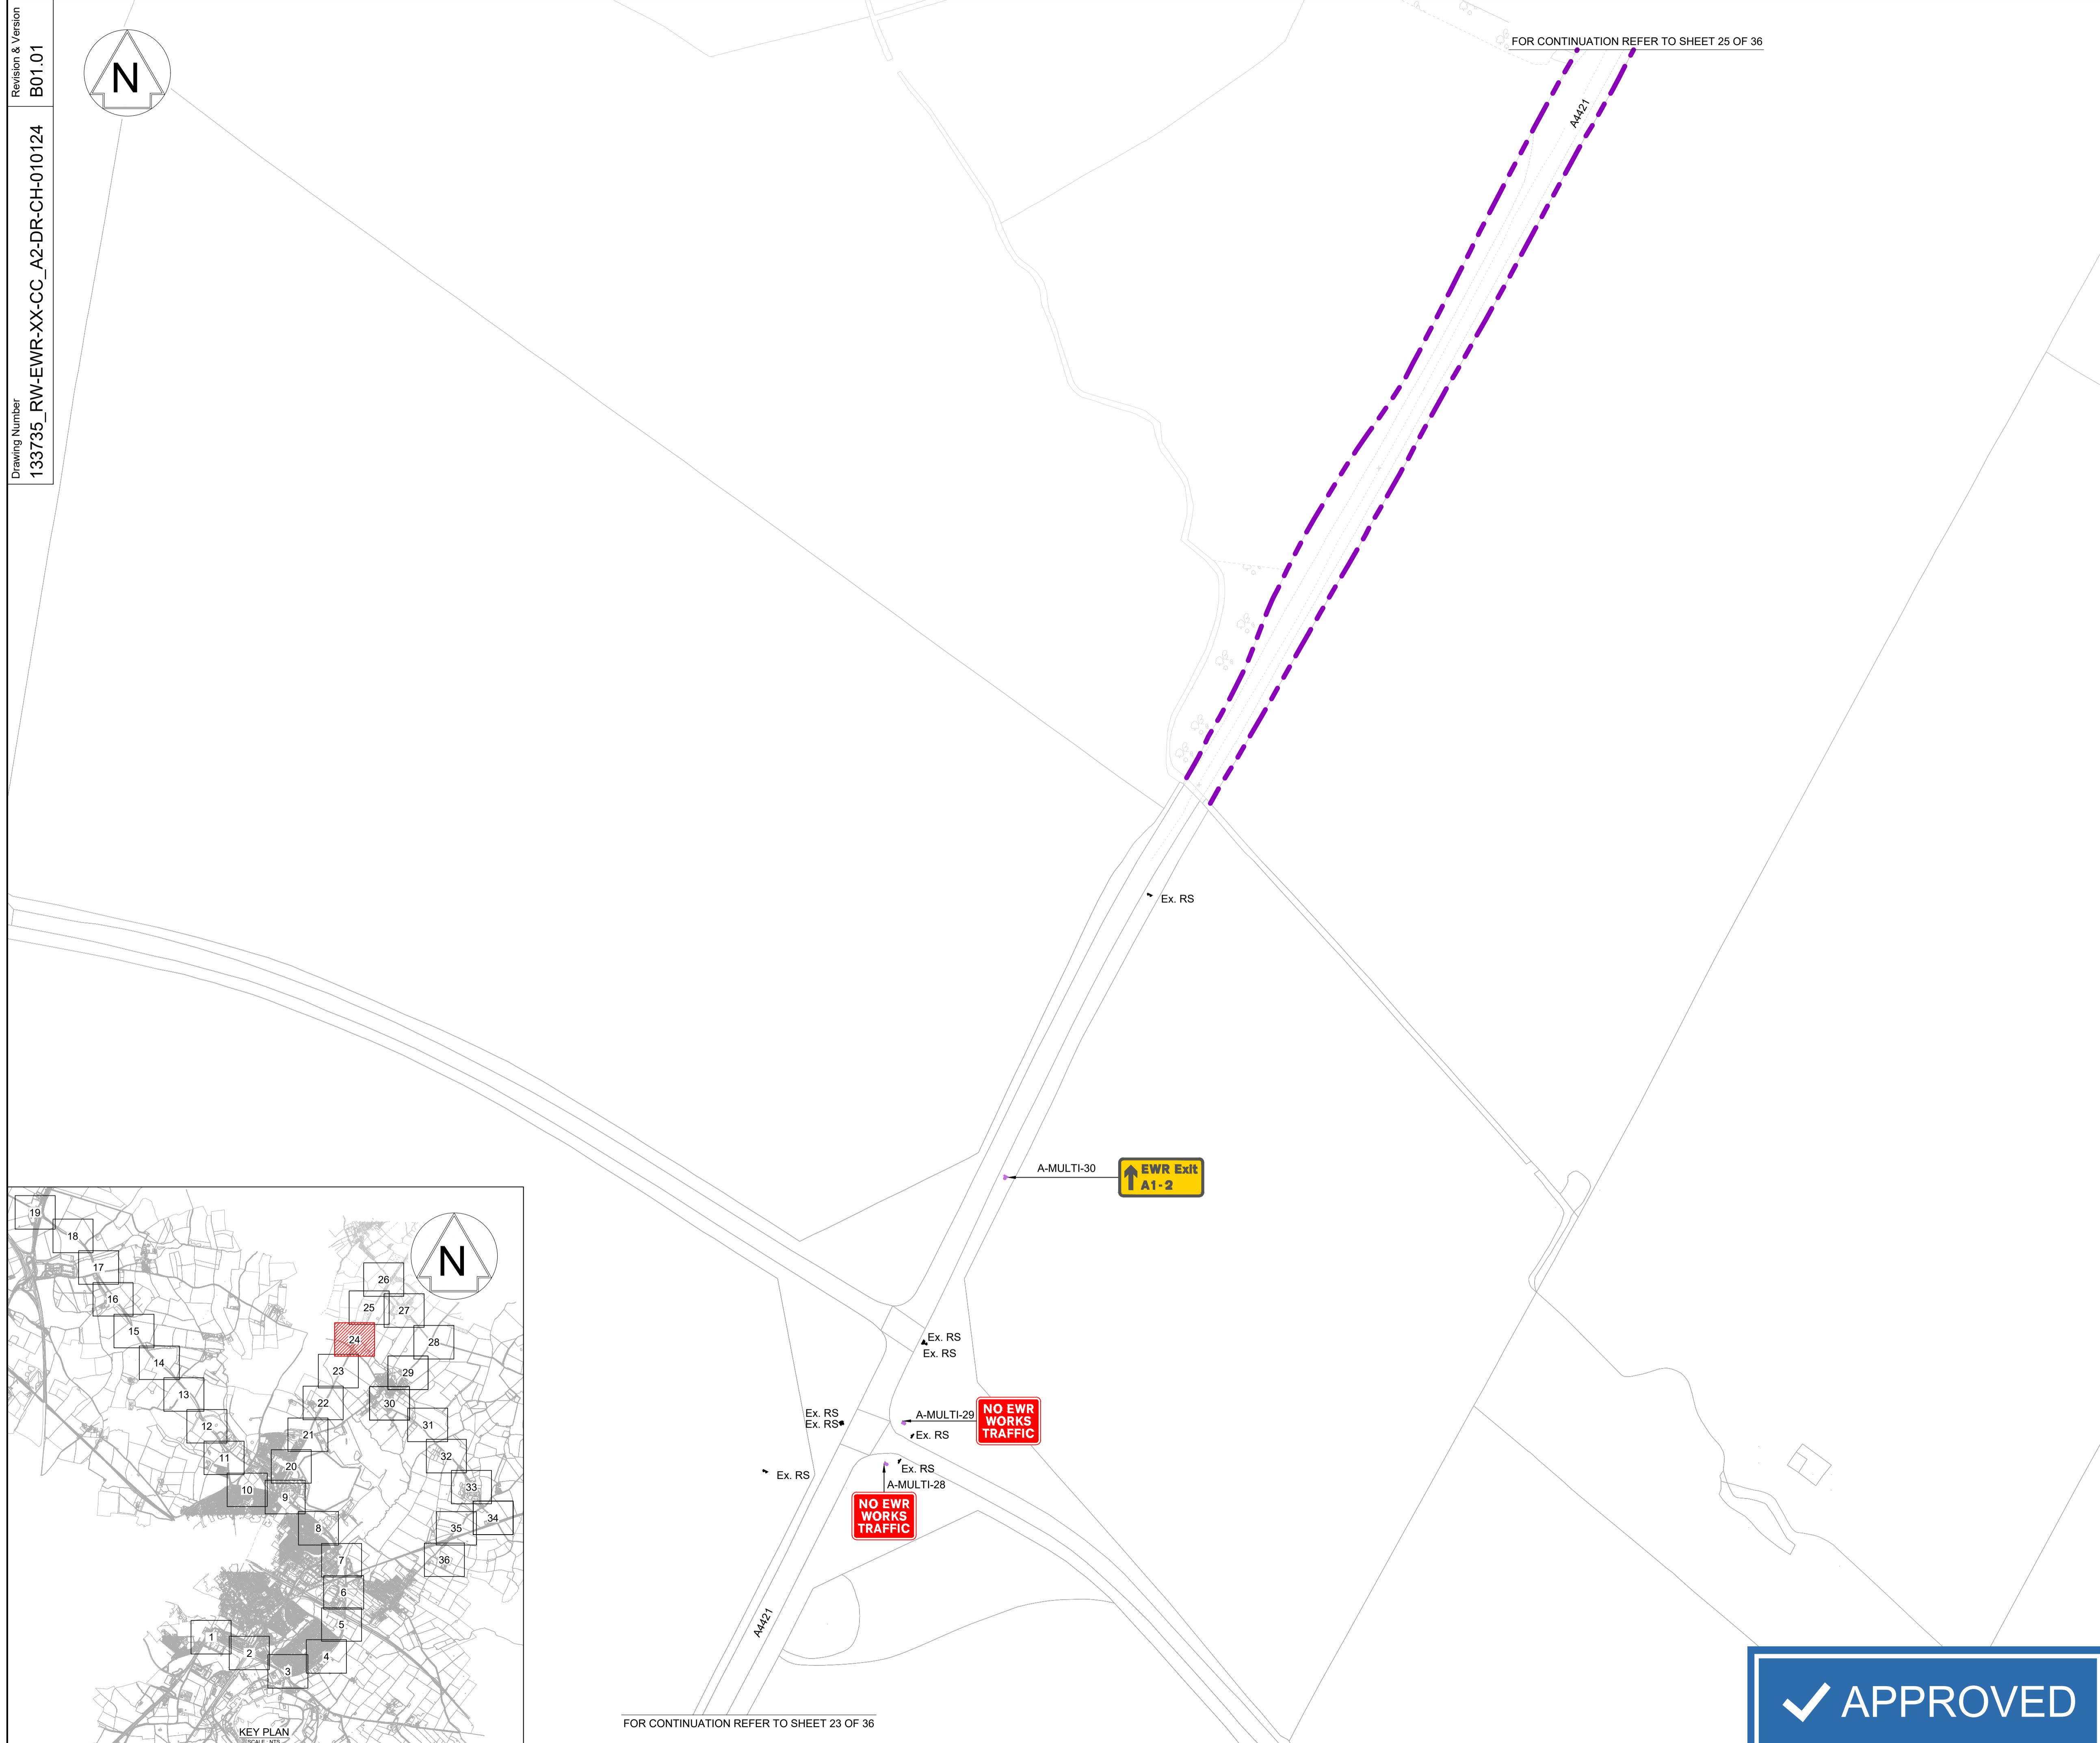 Revision & Version
B01.01
Drawing Number
133735_RW-EWR-XX-CC_A2-DR-CH-010124
N
FOR CONTINUATION REFER TO SHEET 25 OF 36
A4421
Ex. RS
A-MULTI-30
EWR Exit
A1-2
Ex. RS
Ex. RS
Ex. RS
Ex. RS
A-MULTI-29
NO EWR
WORKS
TRAFFIC
Ex. RS
Ex. RS
Ex. RS
A-MULTI-28
NO EWR
WORKS
TRAFFIC
A4421
FOR CONTINUATION REFER TO SHEET 23 OF 36
N
19
18
17
16
15
14
13
12
11
10
26
25
27
24
28
23
29
22
30
21
31
20
32
9
33
8
34
35
7
36
6
5
1
2
4
3
KEY PLAN
SCALE NTS
APPROVED